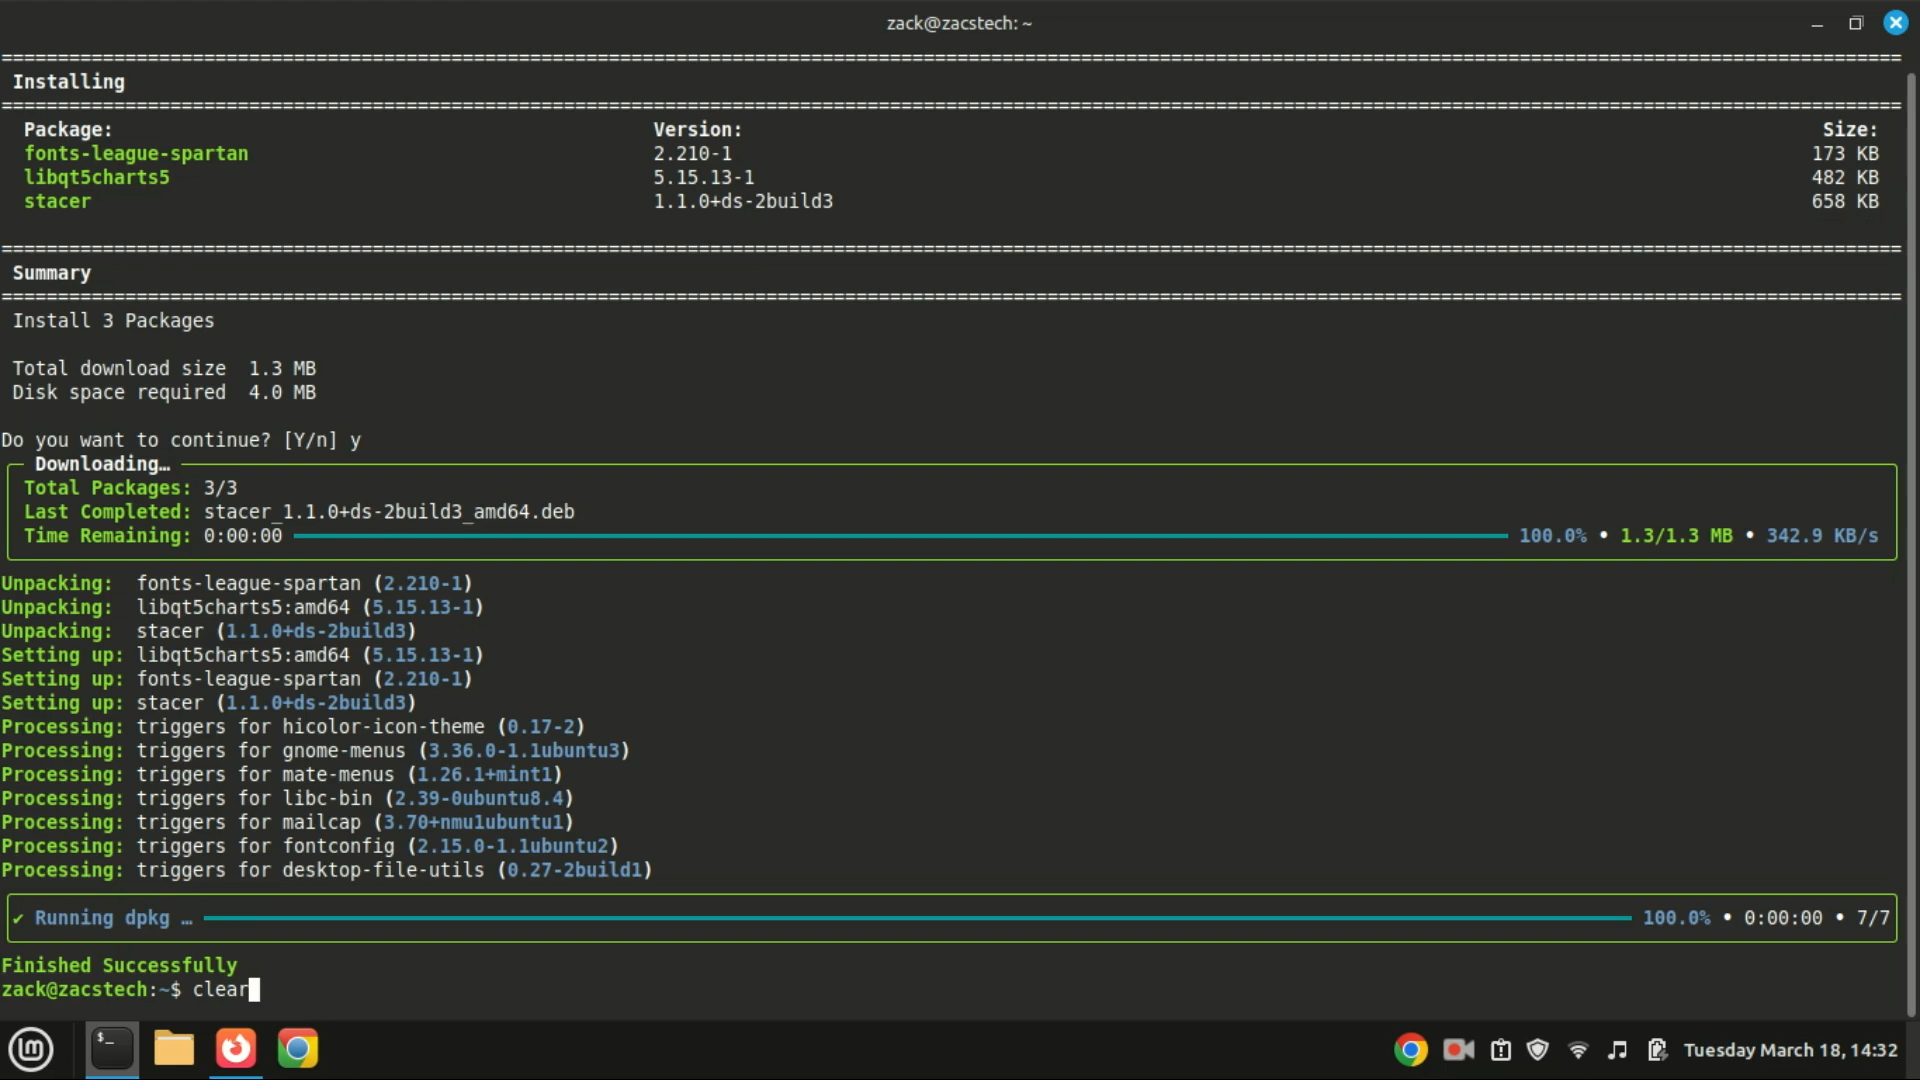 zack@zacstech: ~
================================================================================
Installing
================================================================================
Package: Version: Size:
fonts-league-spartan 2.210-1 173 KB
libqt5charts5 5.15.13-1 482 KB
stacer 1.1.0+ds-2build3 658 KB
================================================================================
Summary
================================================================================
Install 3 Packages
Total download size 1.3 MB
Disk space required 4.0 MB
Do you want to continue? [Y/n] y
Downloading…
Total Packages: 3/3
Last Completed: stacer_1.1.0+ds-2build3_amd64.deb
Time Remaining: 0:00:00 100.0% • 1.3/1.3 MB • 342.9 KB/s
Unpacking: fonts-league-spartan (2.210-1)
Unpacking: libqt5charts5:amd64 (5.15.13-1)
Unpacking: stacer (1.1.0+ds-2build3)
Setting up: libqt5charts5:amd64 (5.15.13-1)
Setting up: fonts-league-spartan (2.210-1)
Setting up: stacer (1.1.0+ds-2build3)
Processing: triggers for hicolor-icon-theme (0.17-2)
Processing: triggers for gnome-menus (3.36.0-1.1ubuntu3)
Processing: triggers for mate-menus (1.26.1+mint1)
Processing: triggers for libc-bin (2.39-0ubuntu8.4)
Processing: triggers for mailcap (3.70+nmu1ubuntu1)
Processing: triggers for fontconfig (2.15.0-1.1ubuntu2)
Processing: triggers for desktop-file-utils (0.27-2build1)
✔ Running dpkg … 100.0% • 0:00:00 • 7/7
Finished Successfully
zack@zacstech:~$ clear
Tuesday March 18, 14:32